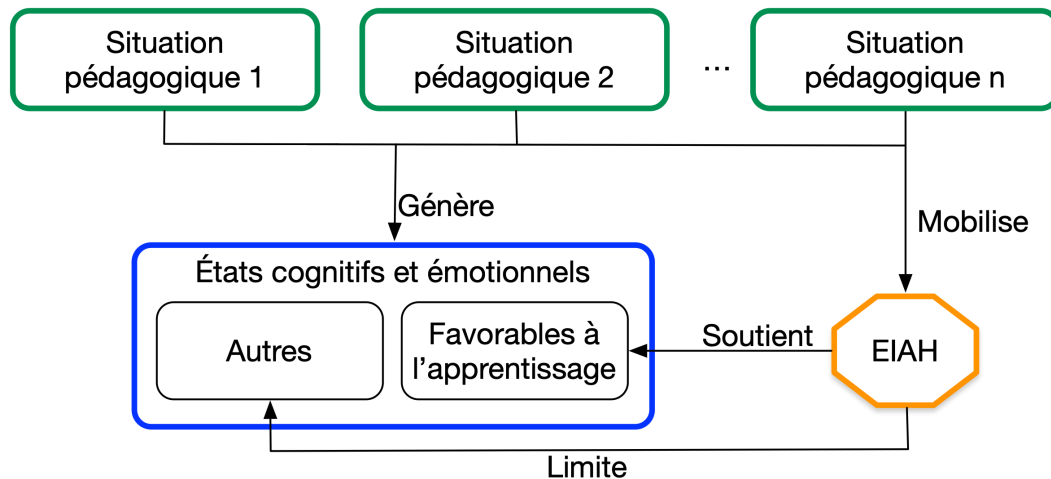 Situation
pédagogique 1
Situation
pédagogique 2
...
Situation
pédagogique n
Génère
Mobilise
États cognitifs et émotionnels
Autres
Favorables à
l'apprentissage
Soutient
EIAH
Limite